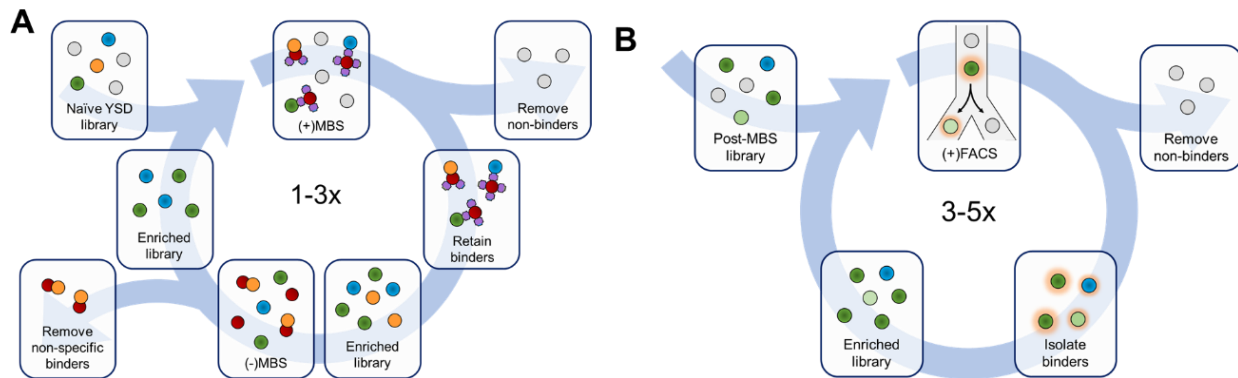 A
Naïve YSD
library
(+)MBS
Remove
non-binders
1-3x
Enriched
library
Retain
binders
Remove
non-specific
binders
(-)MBS
Enriched
library
B
Post-MBS
library
(+)FACS
Remove
non-binders
3-5x
Enriched
library
Isolate
binders